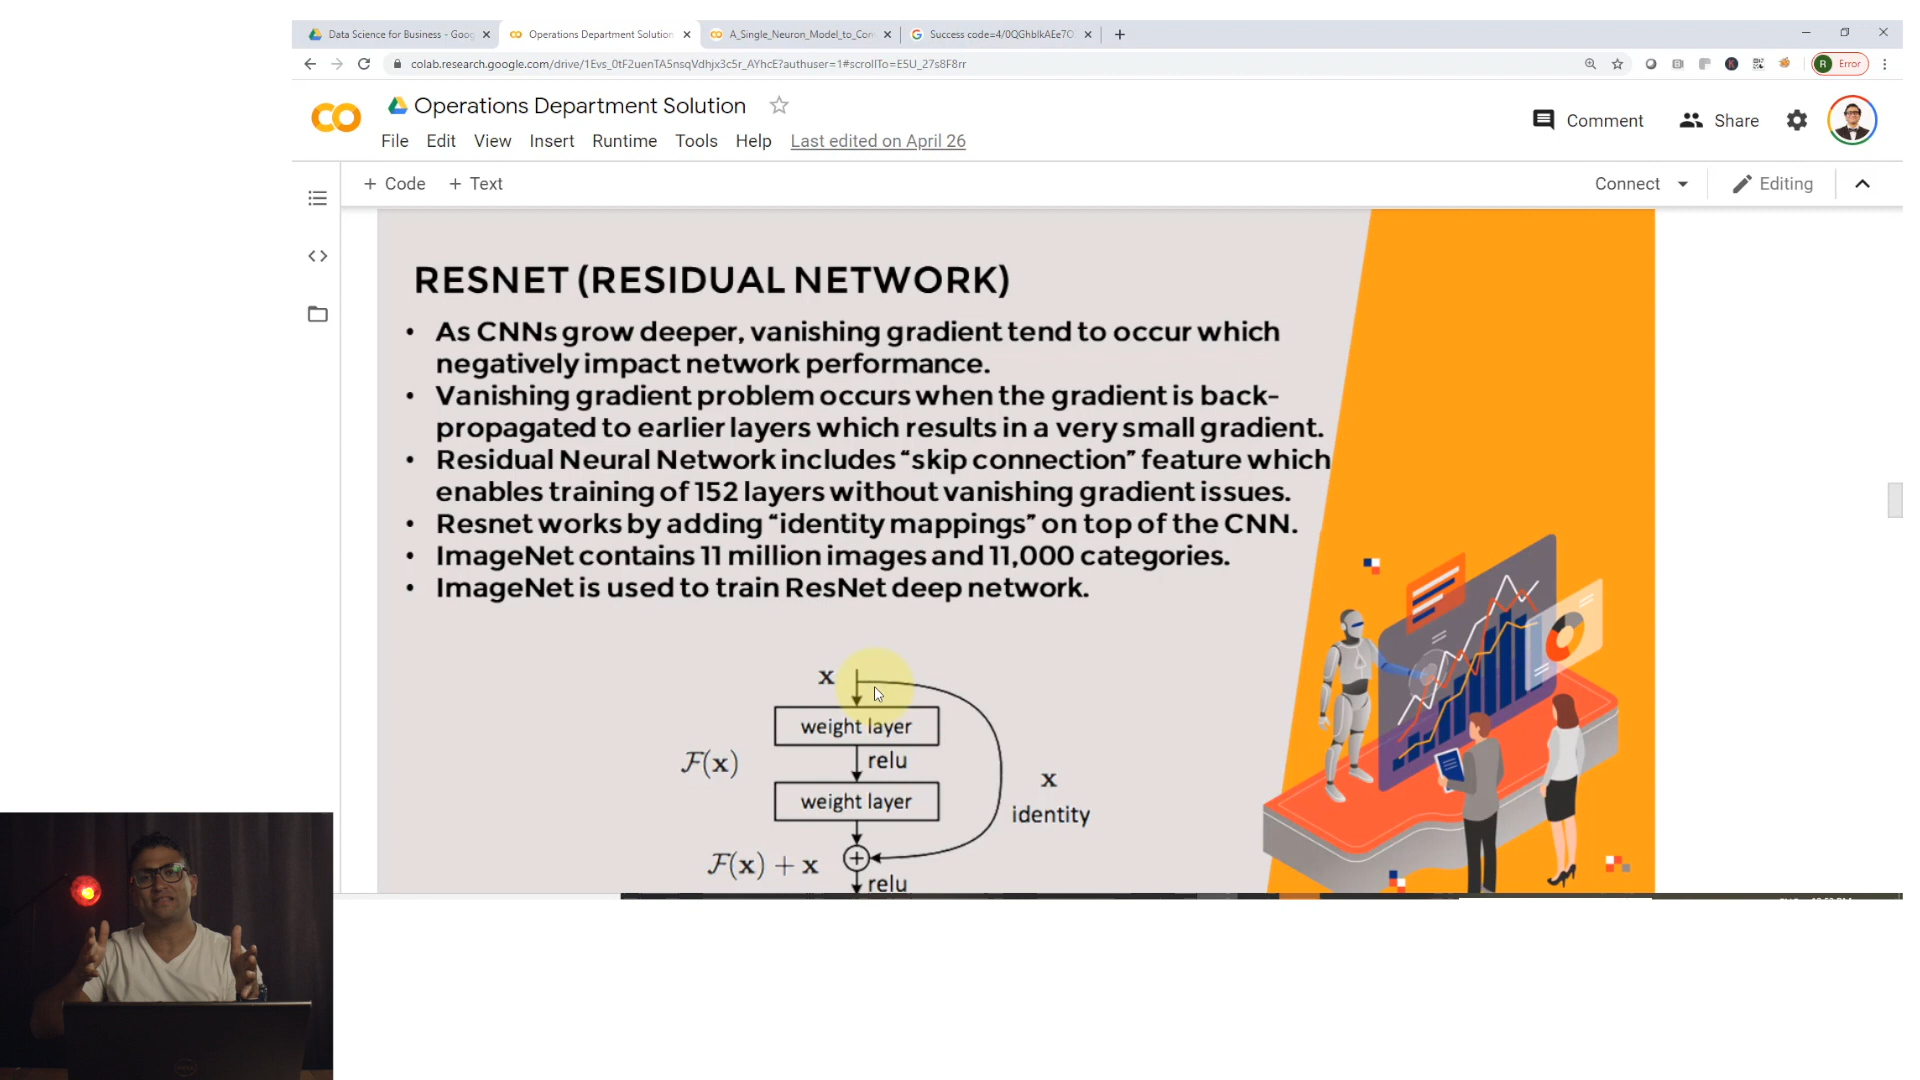 Data Science for Business - Goog
Operations Department Solution
A_Single_Neuron_Model_to_Con
Success code=4/0QGhblkAEe7O
colab.research.google.com/drive/1Evs_0tF2uenTA5nsqVdhjx3c5r_AYhcE?authuser=1#scrollTo=E5U_27s8F8rr
R Error
CO Operations Department Solution
Comment Share
File Edit View Insert Runtime Tools Help Last edited on April 26
+ Code + Text Connect Editing
RESNET (RESIDUAL NETWORK)
• As CNNs grow deeper, vanishing gradient tend to occur which
negatively impact network performance.
• Vanishing gradient problem occurs when the gradient is back-
propagated to earlier layers which results in a very small gradient.
• Residual Neural Network includes “skip connection” feature which
enables training of 152 layers without vanishing gradient issues.
• Resnet works by adding “identity mappings” on top of the CNN.
• ImageNet contains 11 million images and 11,000 categories.
• ImageNet is used to train ResNet deep network.
x
weight layer
F(x) relu
x
weight layer
identity
F(x) + x +
relu